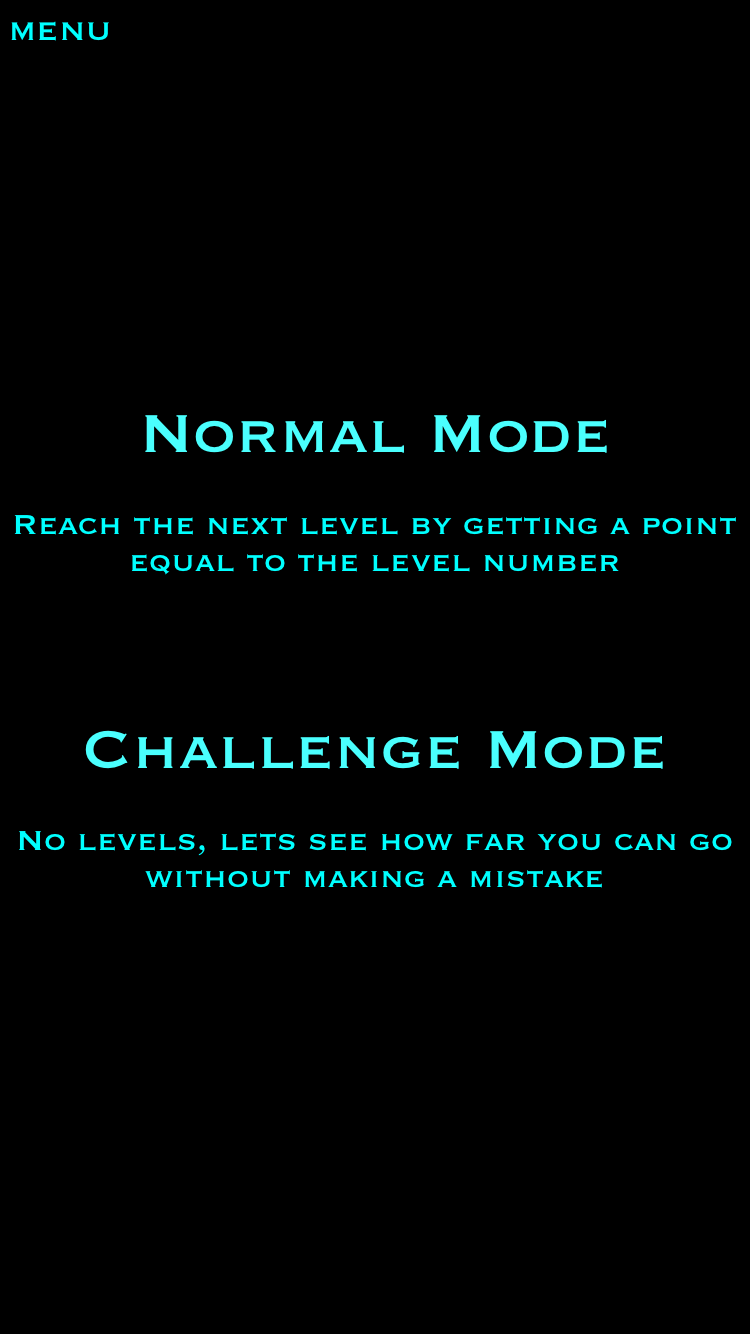 MENU
Normal Mode
Reach the next level by getting a point
equal to the level number
Challenge Mode
No levels, lets see how far you can go
without making a mistake